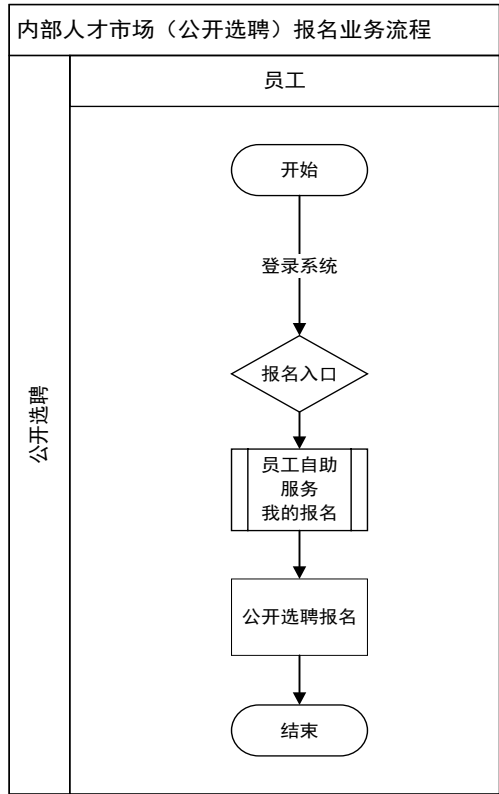 内部人才市场（公开选聘）报名业务流程
员工
公开选聘
开始
登录系统
报名入口
员工自助
服务
我的报名
公开选聘报名
结束